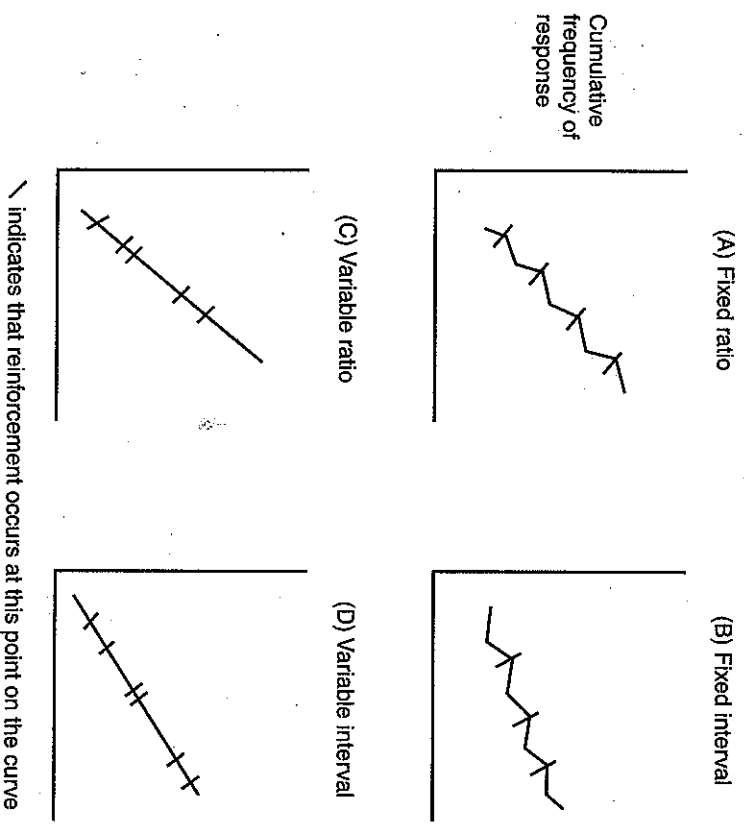 (A) Fixed ratio
(B) Fixed interval
Cumulative
frequency of
response
(C) Variable ratio
(D) Variable interval
\ indicates that reinforcement occurs at this point on the curve